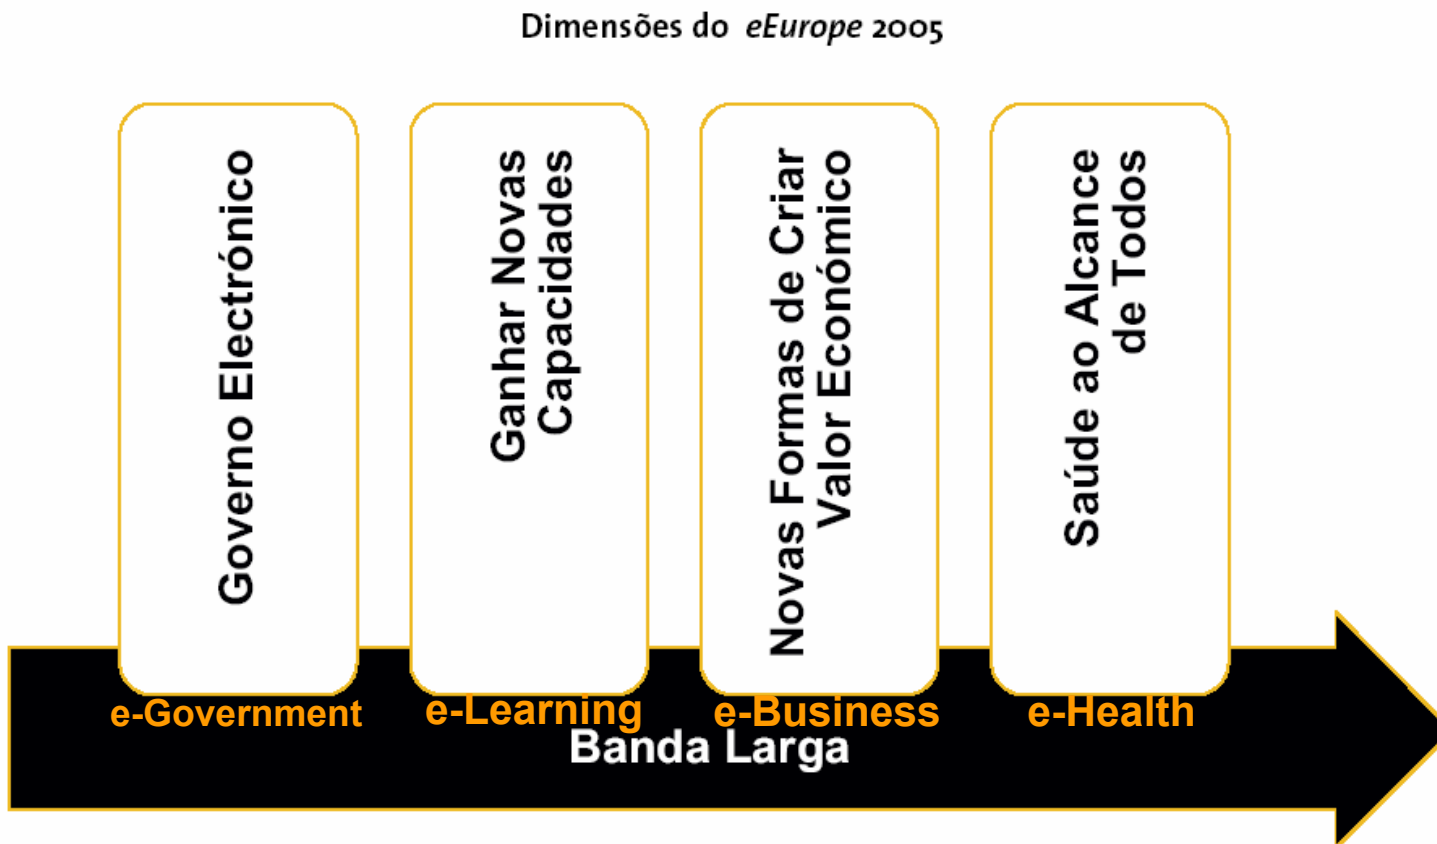 Dimensões do eEurope 2005
Governo Electrónico
Ganhar Novas
Capacidades
Novas Formas de Criar
Valor Económico
Saúde ao Alcance
de Todos
e-Government
e-Learning
e-Business
e-Health
Banda Larga